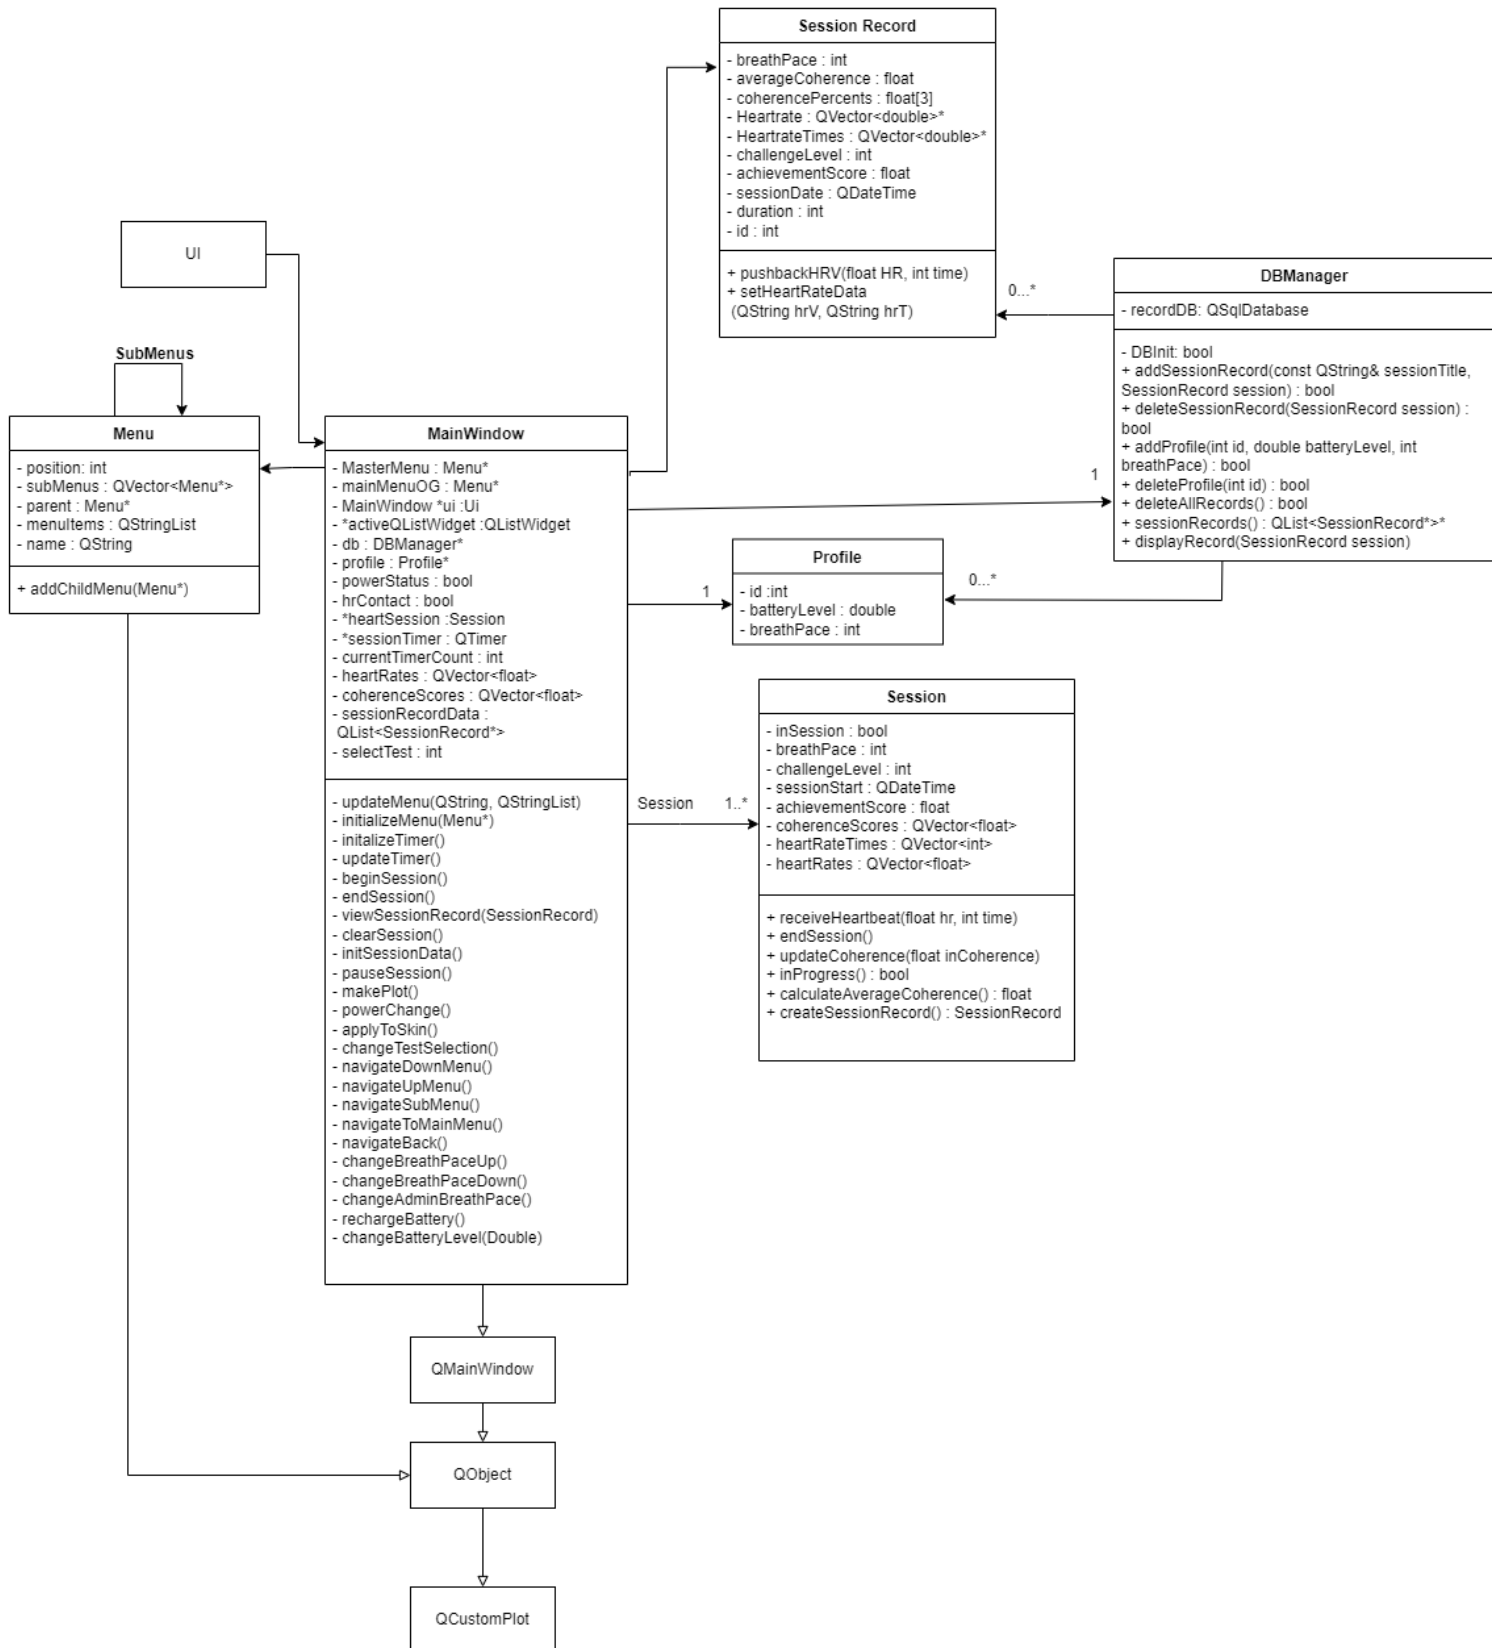 Session Record
- breathPace : int
- averageCoherence : float
- coherencePercents : float[3]
- Heartrate : QVector<double>*
- HeartrateTimes : QVector<double>*
- challengeLevel : int
- achievementScore : float
- sessionDate : QDateTime
- duration : int
- id : int
+ pushbackHRV(float HR, int time)
+ setHeartRateData
(QString hrV, QString hrT)
UI
0...*
DBManager
- recordDB: QSqlDatabase
- DBInit: bool
+ addSessionRecord(const QString& sessionTitle,
SessionRecord session) : bool
+ deleteSessionRecord(SessionRecord session) :
bool
+ addProfile(int id, double batteryLevel, int
breathPace) : bool
+ deleteProfile(int id) : bool
+ deleteAllRecords() : bool
+ sessionRecords() : QList<SessionRecord*>*
+ displayRecord(SessionRecord session)
SubMenus
Menu
- position: int
- subMenus : QVector<Menu*>
- parent : Menu*
- menuItems : QStringList
- name : QString
+ addChildMenu(Menu*)
MainWindow
- MasterMenu : Menu*
- mainMenuOG : Menu*
- MainWindow *ui :Ui
- *activeQListWidget :QListWidget
- db : DBManager*
- profile : Profile*
- powerStatus : bool
- hrContact : bool
- *heartSession :Session
- *sessionTimer : QTimer
- currentTimerCount : int
- heartRates : QVector<float>
- coherenceScores : QVector<float>
- sessionRecordData :
QList<SessionRecord*>
- selectTest : int
- updateMenu(QString, QStringList)
- initializeMenu(Menu*)
- initalizeTimer()
- updateTimer()
- beginSession()
- endSession()
- viewSessionRecord(SessionRecord)
- clearSession()
- initSessionData()
- pauseSession()
- makePlot()
- powerChange()
- applyToSkin()
- changeTestSelection()
- navigateDownMenu()
- navigateUpMenu()
- navigateSubMenu()
- navigateToMainMenu()
- navigateBack()
- changeBreathPaceUp()
- changeBreathPaceDown()
- changeAdminBreathPace()
- rechargeBattery()
- changeBatteryLevel(Double)
1
1
0...*
Profile
- id :int
- batteryLevel : double
- breathPace : int
Session
1..*
Session
- inSession : bool
- breathPace : int
- challengeLevel : int
- sessionStart : QDateTime
- achievementScore : float
- coherenceScores : QVector<float>
- heartRateTimes : QVector<int>
- heartRates : QVector<float>
+ receiveHeartbeat(float hr, int time)
+ endSession()
+ updateCoherence(float inCoherence)
+ inProgress() : bool
+ calculateAverageCoherence() : float
+ createSessionRecord() : SessionRecord
QMainWindow
QObject
QCustomPlot